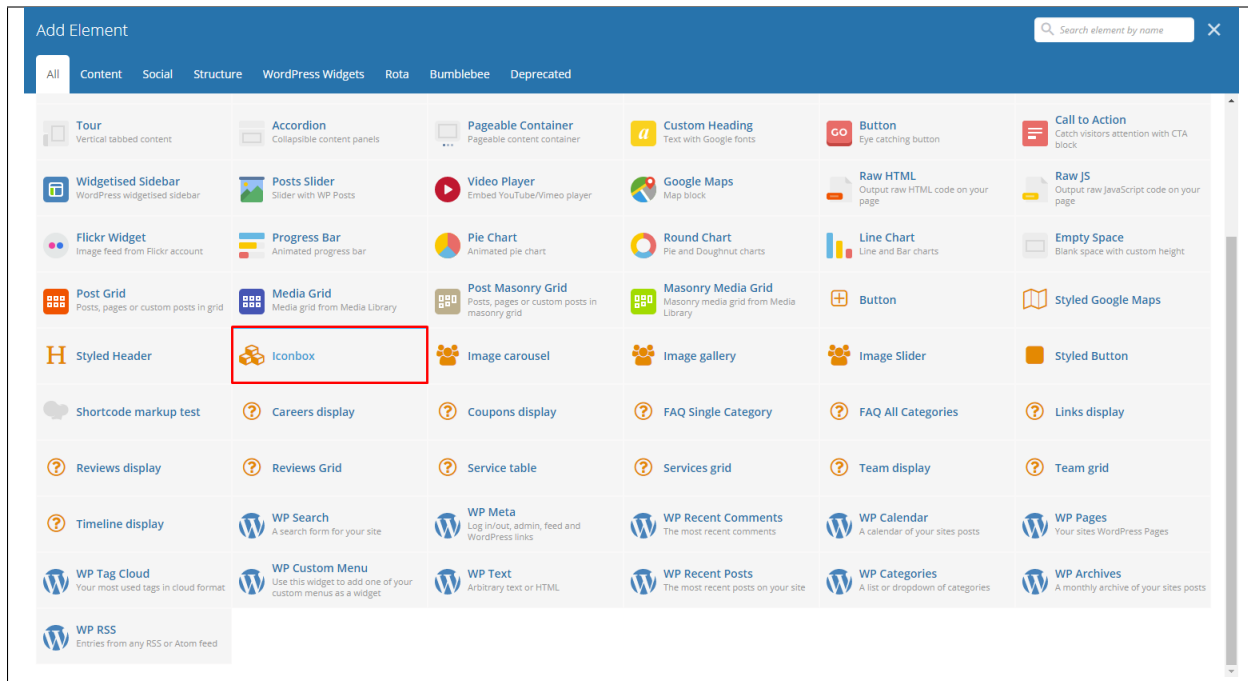 Add Element
Search element by name
All Content Social Structure WordPress Widgets Rota Bumblebee Deprecated
Tour
Vertical tabbed content
Accordion
Collapsible content panels
Pageable Container
Pageable content container
Custom Heading
Text with Google fonts
a
GO
Button
Eye catching button
Call to Action
Catch visitors attention with CTA
block
Widgetised Sidebar
WordPress widgetised sidebar
Posts Slider
Slider with WP Posts
Video Player
Embed YouTube/Vimeo player
Google Maps
Map block
Raw HTML
Output raw HTML code on your
page
Raw JS
Output raw JavaScript code on your
page
Flickr Widget
Image feed from Flickr account
Progress Bar
Animated progress bar
Pie Chart
Animated pie chart
Round Chart
Pie and Doughnut charts
Line Chart
Line and Bar charts
Empty Space
Blank space with custom height
Post Grid
Posts, pages or custom posts in grid
Media Grid
Media grid from Media Library
Post Masonry Grid
Posts, pages or custom posts in
masonry grid
Masonry Media Grid
Masonry media grid from Media
Library
Button
Styled Google Maps
H
Styled Header
Iconbox
Image carousel
Image gallery
Image Slider
Styled Button
Shortcode markup test
? Careers display
? Coupons display
? FAQ Single Category
? FAQ All Categories
? Links display
? Reviews display
? Reviews Grid
? Service table
? Services grid
? Team display
? Team grid
? Timeline display
WP Search
A search form for your site
WP Meta
Log in/out, admin, feed and
WordPress links
WP Recent Comments
The most recent comments
WP Calendar
A calendar of your sites posts
WP Pages
Your sites WordPress Pages
WP Tag Cloud
Your most used tags in cloud format
WP Custom Menu
Use this widget to add one of your
custom menus as a widget
WP Text
Arbitrary text or HTML
WP Recent Posts
The most recent posts on your site
WP Categories
A list or dropdown of categories
WP Archives
A monthly archive of your sites posts
WP RSS
Entries from any RSS or Atom feed